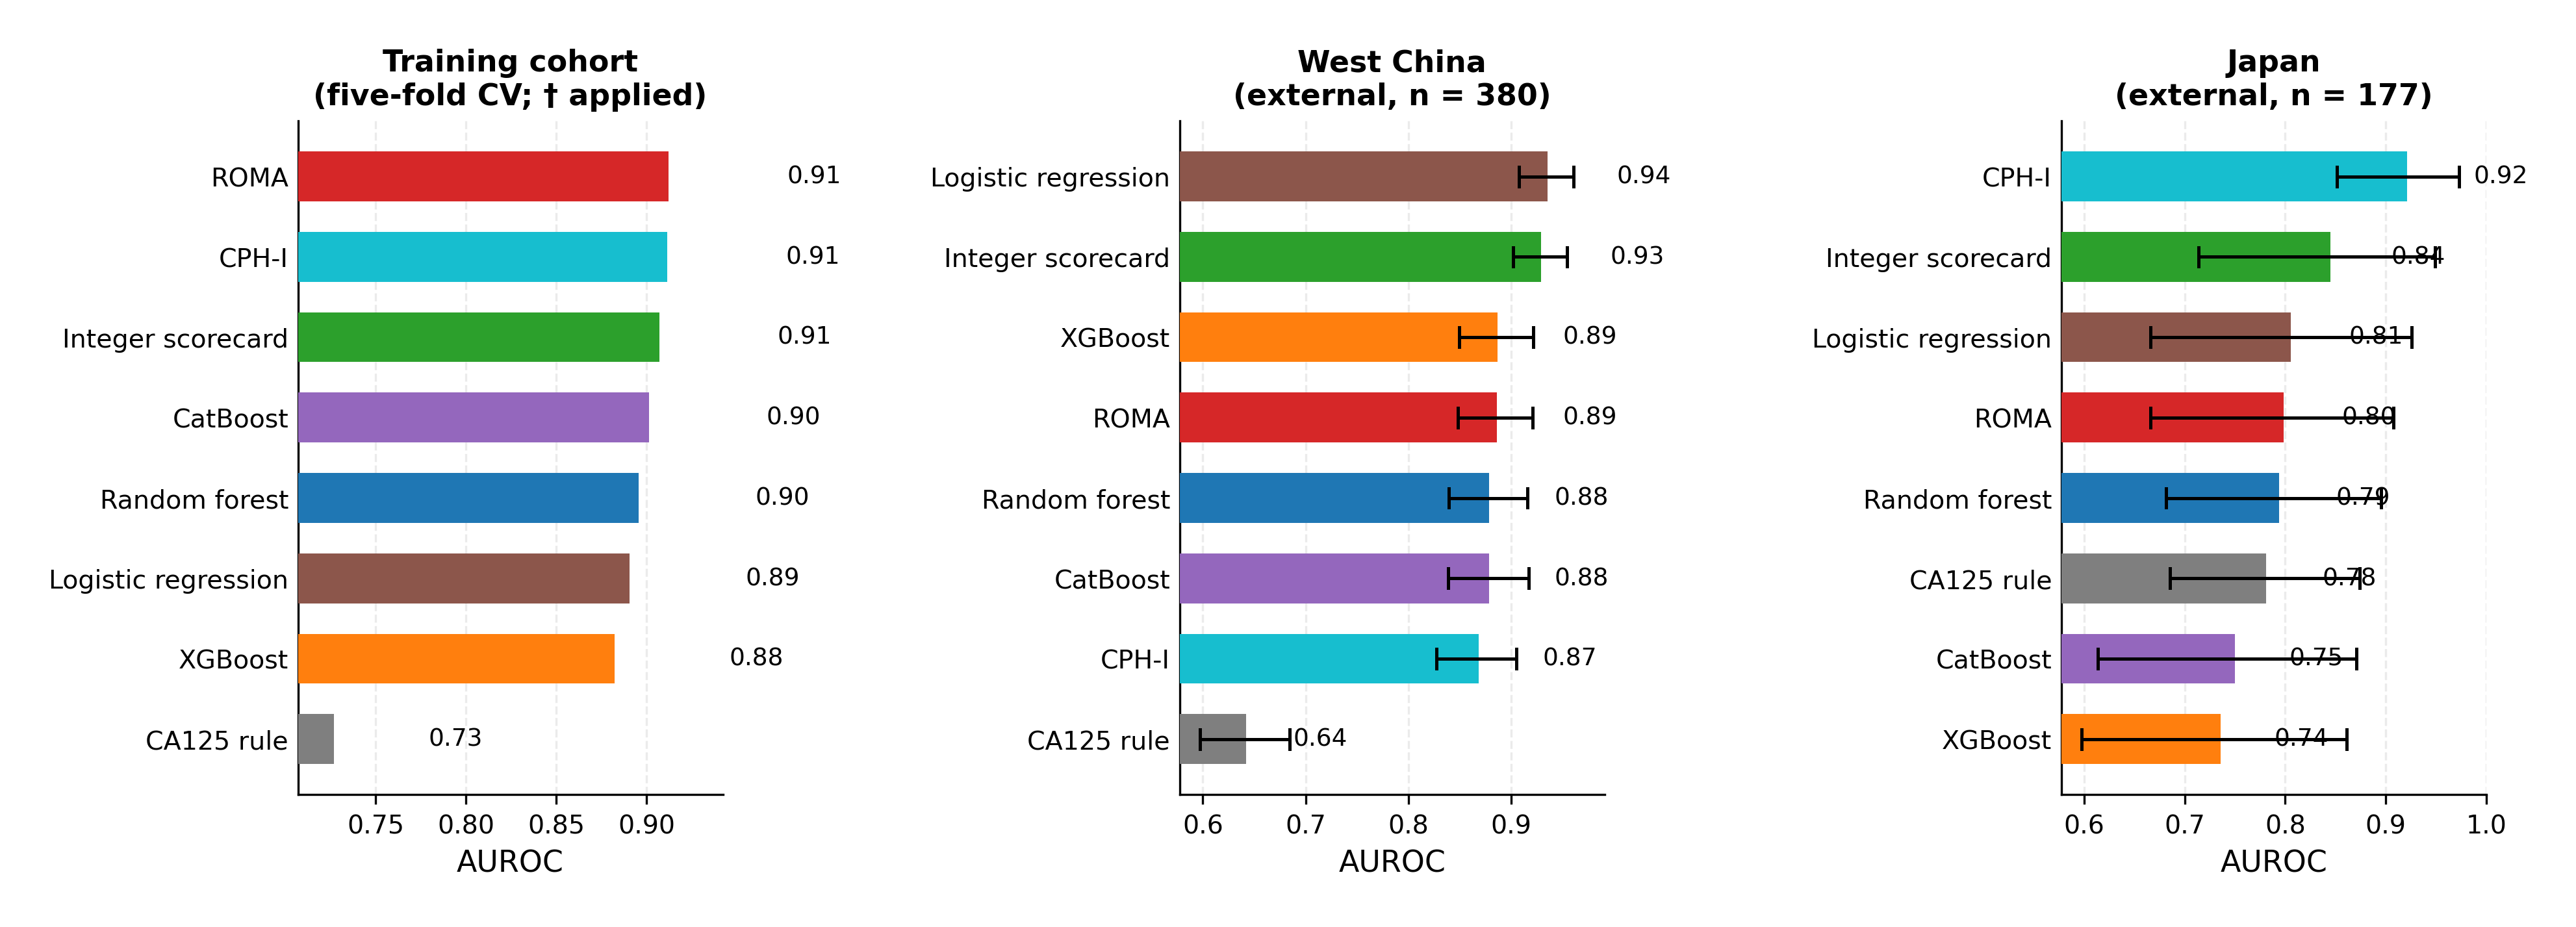 Training cohort
(five-fold CV; † applied)
ROMA 0.91
CPH-I 0.91
Integer scorecard 0.91
CatBoost 0.90
Random forest 0.90
Logistic regression 0.89
XGBoost 0.88
CA125 rule 0.73
0.75 0.80 0.85 0.90
AUROC
West China
(external, n = 380)
Logistic regression 0.94
Integer scorecard 0.93
XGBoost 0.89
ROMA 0.89
Random forest 0.88
CatBoost 0.88
CPH-I 0.87
CA125 rule 0.64
0.6 0.7 0.8 0.9
AUROC
Japan
(external, n = 177)
CPH-I 0.92
Integer scorecard 0.84
Logistic regression 0.81
ROMA 0.80
Random forest 0.79
CA125 rule 0.78
CatBoost 0.75
XGBoost 0.74
0.6 0.7 0.8 0.9 1.0
AUROC